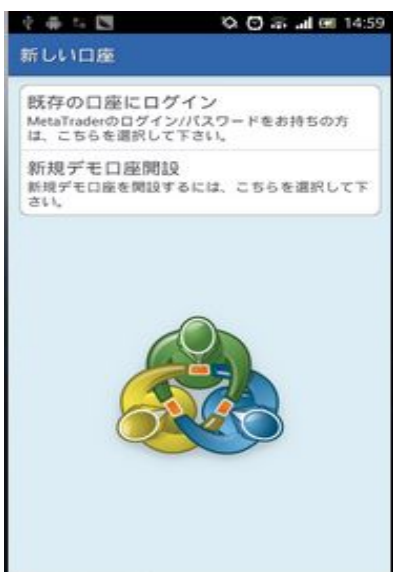 14:59
新しい口座
既存の口座にログイン
MetaTraderのログイン/パスワードをお持ちの方
は、こちらを選択して下さい。
新規デモ口座開設
新規デモ口座を開設するには、こちらを選択して下
さい。